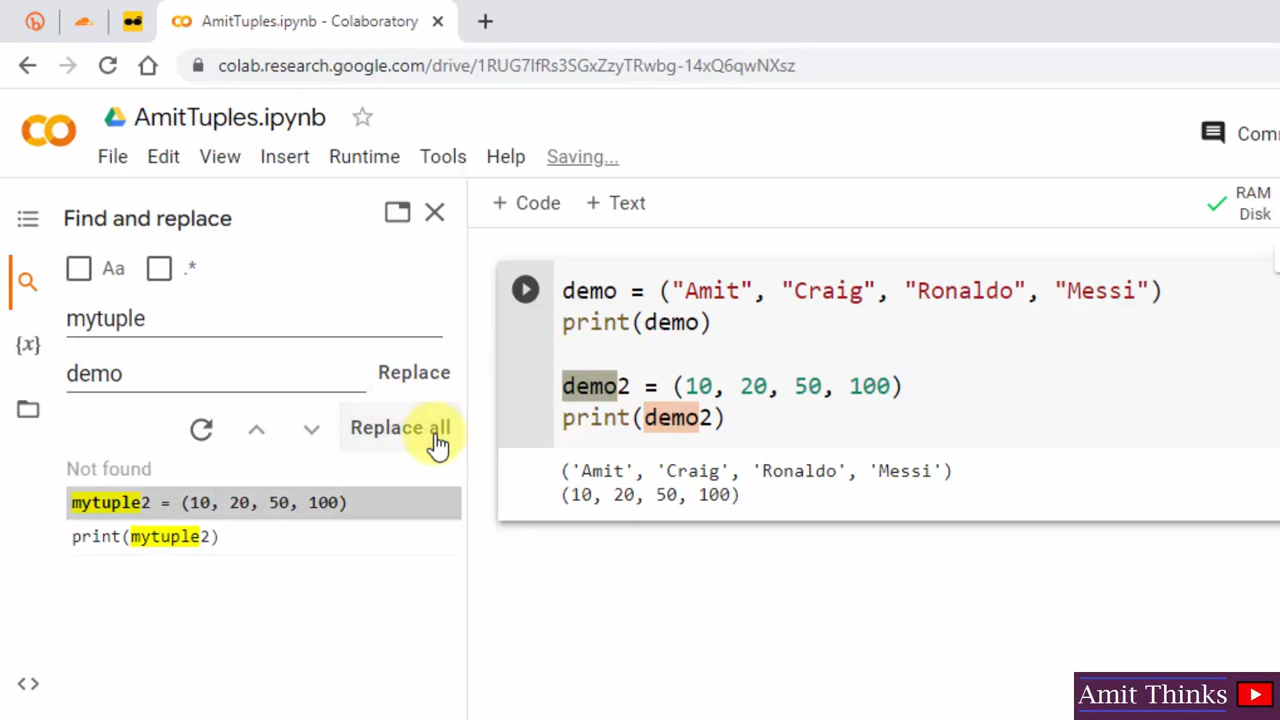 AmitTuples.ipynb - Colaboratory
colab.research.google.com/drive/1RUG7IfRs3SGxZzyTRwbg-14xQ6qwNXsz
AmitTuples.ipynb
Com
File Edit View Insert Runtime Tools Help Saving...
+ Code + Text
RAM
Disk
Find and replace
Aa .*
mytuple
demo Replace
Replace all
Not found
mytuple2 = (10, 20, 50, 100)
print(mytuple2)
{x}
demo = ("Amit", "Craig", "Ronaldo", "Messi")
print(demo)
demo2 = (10, 20, 50, 100)
print(demo2)
('Amit', 'Craig', 'Ronaldo', 'Messi')
(10, 20, 50, 100)
Amit Thinks